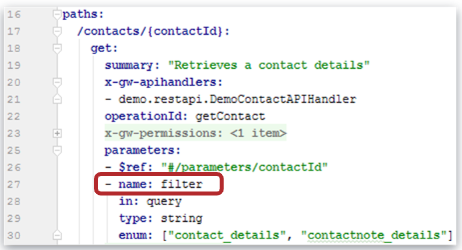 16 paths:
17 /contacts/{contactId}:
18 get:
19 summary: "Retrieves a contact details"
20 x-gw-apihandlers:
21 - demo.restapi.DemoContactAPIHandler
22 operationId: getContact
23 x-gw-permissions: <1 item>
25 parameters:
26 - $ref: "#/parameters/contactId"
27 - name: filter
28 in: query
29 type: string
30 enum: ["contact_details", "contactnote_details"]